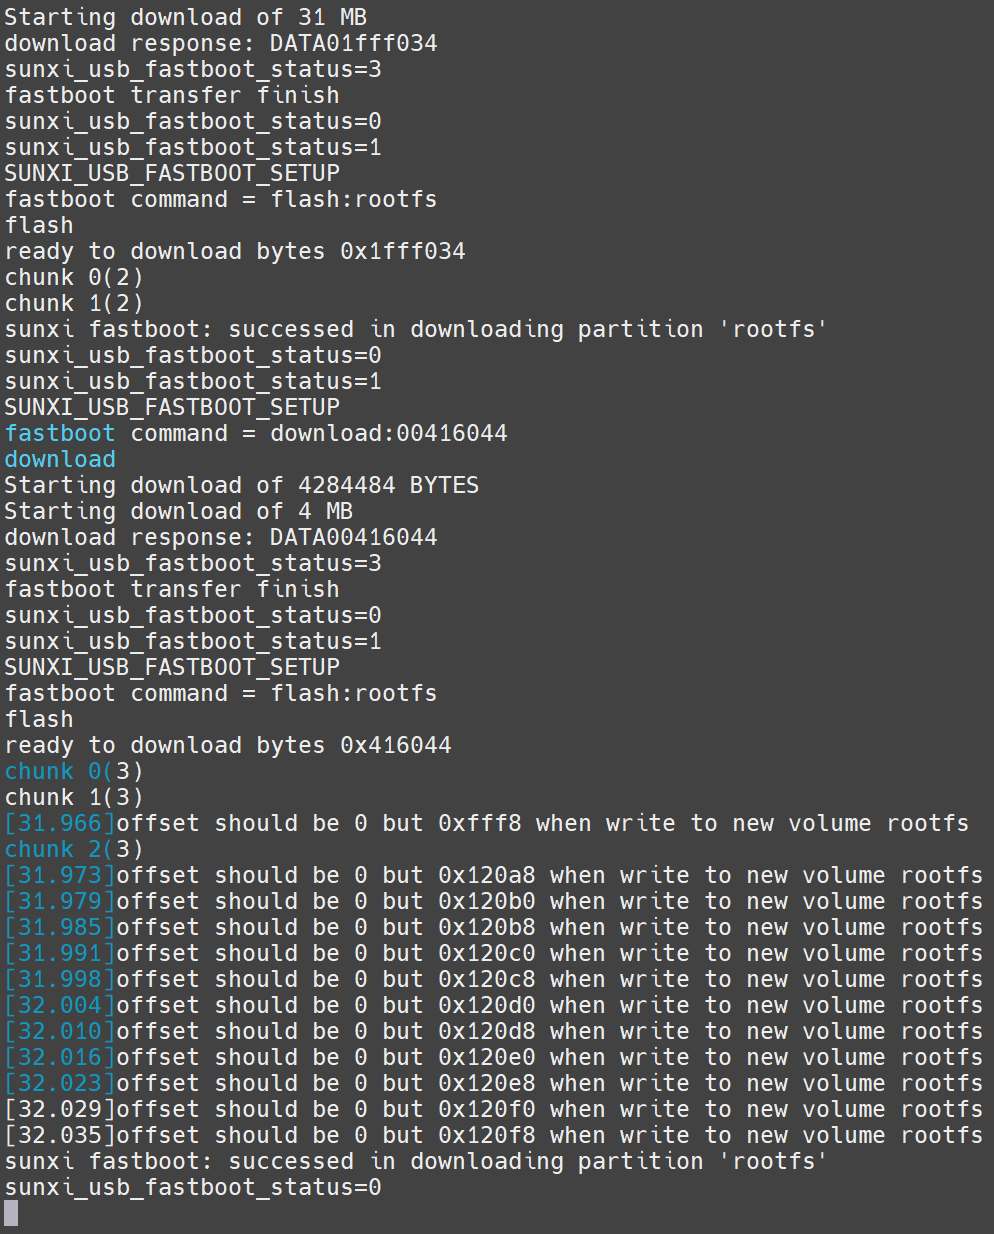 Starting download of 31 MB
download response: DATA01fff034
sunxi_usb_fastboot_status=3
fastboot transfer finish
sunxi_usb_fastboot_status=0
sunxi_usb_fastboot_status=1
SUNXI_USB_FASTBOOT_SETUP
fastboot command = flash:rootfs
flash
ready to download bytes 0x1fff034
chunk 0(2)
chunk 1(2)
sunxi fastboot: successed in downloading partition 'rootfs'
sunxi_usb_fastboot_status=0
sunxi_usb_fastboot_status=1
SUNXI_USB_FASTBOOT_SETUP
fastboot command = download:00416044
download
Starting download of 4284484 BYTES
Starting download of 4 MB
download response: DATA00416044
sunxi_usb_fastboot_status=3
fastboot transfer finish
sunxi_usb_fastboot_status=0
sunxi_usb_fastboot_status=1
SUNXI_USB_FASTBOOT_SETUP
fastboot command = flash:rootfs
flash
ready to download bytes 0x416044
chunk 0(3)
chunk 1(3)
[31.966]offset should be 0 but 0xfff8 when write to new volume rootfs
chunk 2(3)
[31.973]offset should be 0 but 0x120a8 when write to new volume rootfs
[31.979]offset should be 0 but 0x120b0 when write to new volume rootfs
[31.985]offset should be 0 but 0x120b8 when write to new volume rootfs
[31.991]offset should be 0 but 0x120c0 when write to new volume rootfs
[31.998]offset should be 0 but 0x120c8 when write to new volume rootfs
[32.004]offset should be 0 but 0x120d0 when write to new volume rootfs
[32.010]offset should be 0 but 0x120d8 when write to new volume rootfs
[32.016]offset should be 0 but 0x120e0 when write to new volume rootfs
[32.023]offset should be 0 but 0x120e8 when write to new volume rootfs
[32.029]offset should be 0 but 0x120f0 when write to new volume rootfs
[32.035]offset should be 0 but 0x120f8 when write to new volume rootfs
sunxi fastboot: successed in downloading partition 'rootfs'
sunxi_usb_fastboot_status=0